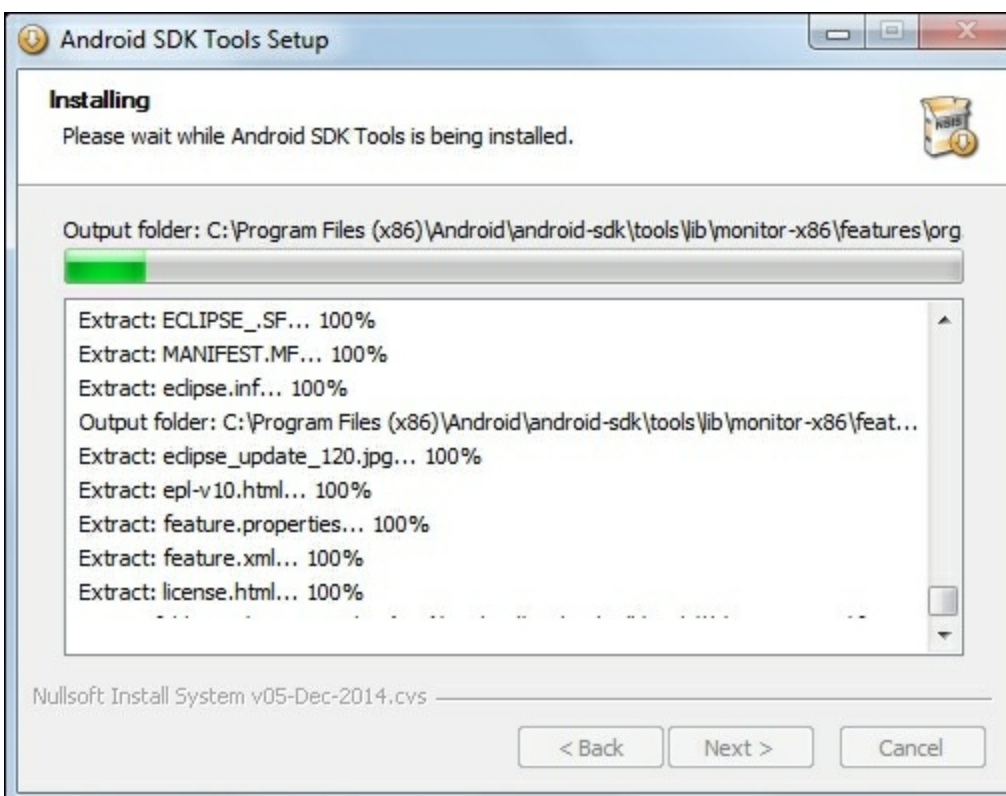 Android SDK Tools Setup
Installing
Please wait while Android SDK Tools is being installed.
NSIS
Output folder: C:\Program Files (x86)\Android\android-sdk\tools\lib\monitor-x86\features\org
Extract: ECLIPSE_.SF... 100%
Extract: MANIFEST.MF... 100%
Extract: eclipse.inf... 100%
Output folder: C:\Program Files (x86)\Android\android-sdk\tools\lib\monitor-x86\feat...
Extract: eclipse_update_120.jpg... 100%
Extract: epl-v10.html... 100%
Extract: feature.properties... 100%
Extract: feature.xml... 100%
Extract: license.html... 100%
Nullsoft Install System v05-Dec-2014.cvs
< Back
Next >
Cancel